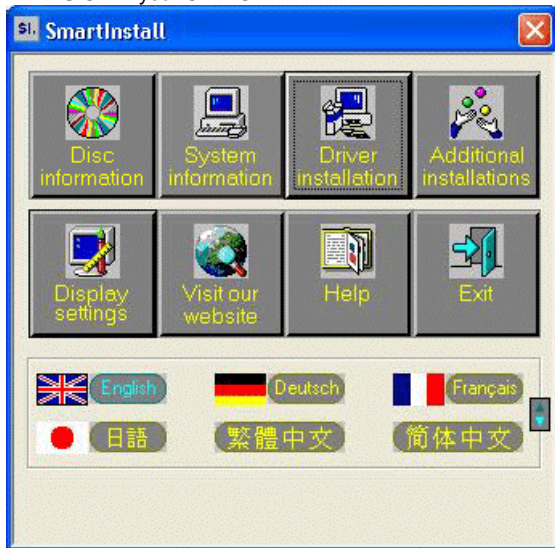 SI. SmartInstall
Disc
information
System
information
Driver
installation
Additional
installations
Display
settings
Visit our
website
Help
Exit
English
Deutsch
Français
日語
繁體中文
简体中文